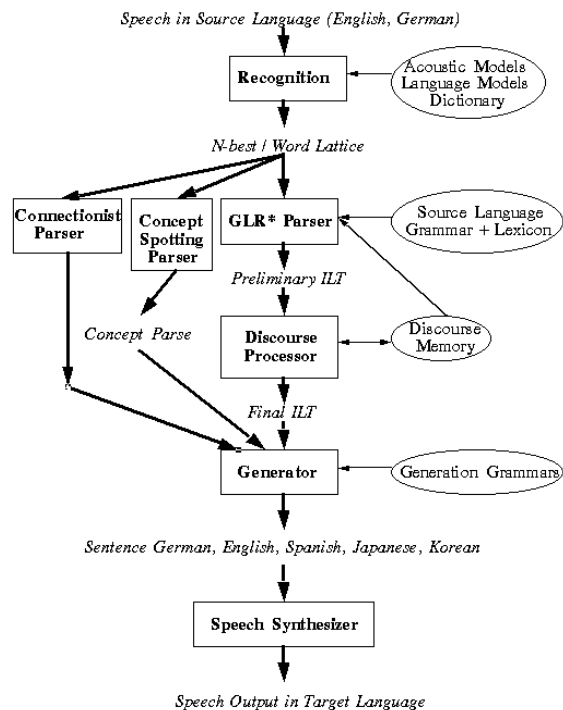 Speech in Source Language (English, German)
Recognition
Acoustic Models
Language Models
Dictionary
N-best / Word Lattice
Connectionist
Parser
Concept
Spotting
Parser
GLR* Parser
Source Language
Grammar + Lexicon
Preliminary ILT
Concept Parse
Discourse
Processor
Discourse
Memory
Final ILT
Generator
Generation Grammars
Sentence German, English, Spanish, Japanese, Korean
Speech Synthesizer
Speech Output in Target Language